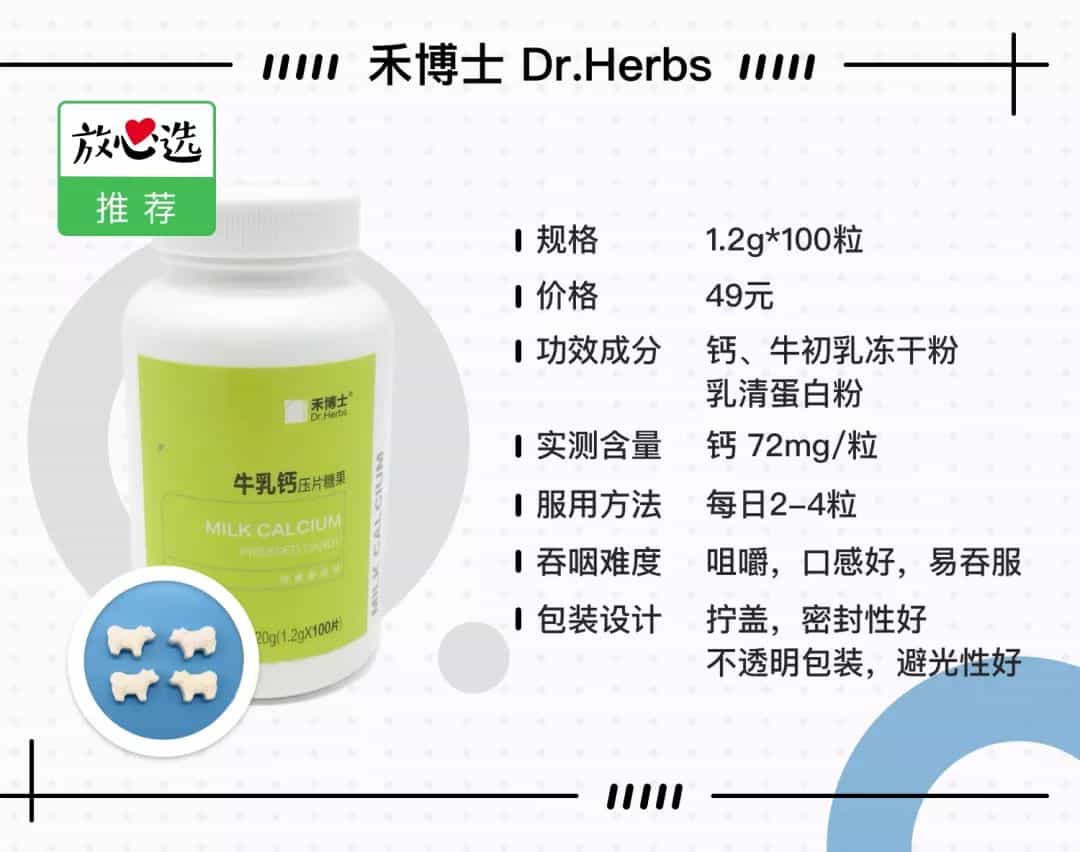 禾博士 Dr.Herbs
放心选
推荐
规格 1.2g*100粒
价格 49元
功效成分 钙、牛初乳冻干粉
乳清蛋白粉
实测含量 钙 72mg/粒
服用方法 每日2-4粒
吞咽难度 咀嚼，口感好，易吞服
包装设计 拧盖，密封性好
不透明包装，避光性好
禾博士®
Dr.Herbs
牛乳钙压片糖果
MILK CALCIUM
PRESSED CANDY
MILK CALCIUM
20g(1.2gX100片)